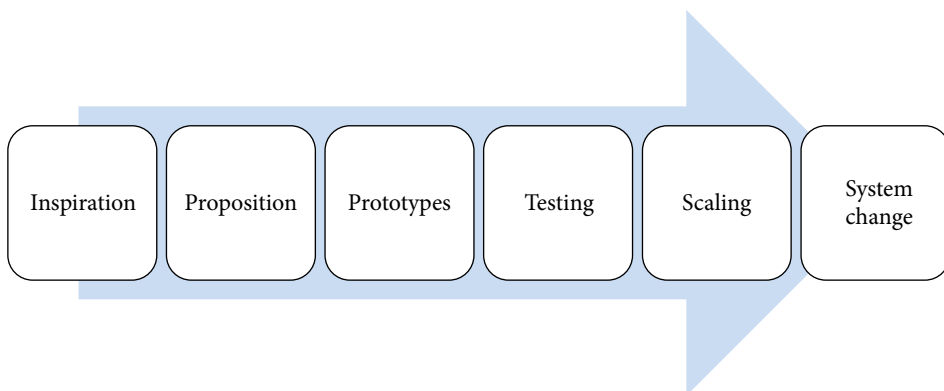 Inspiration
Proposition
Prototypes
Testing
Scaling
System
change